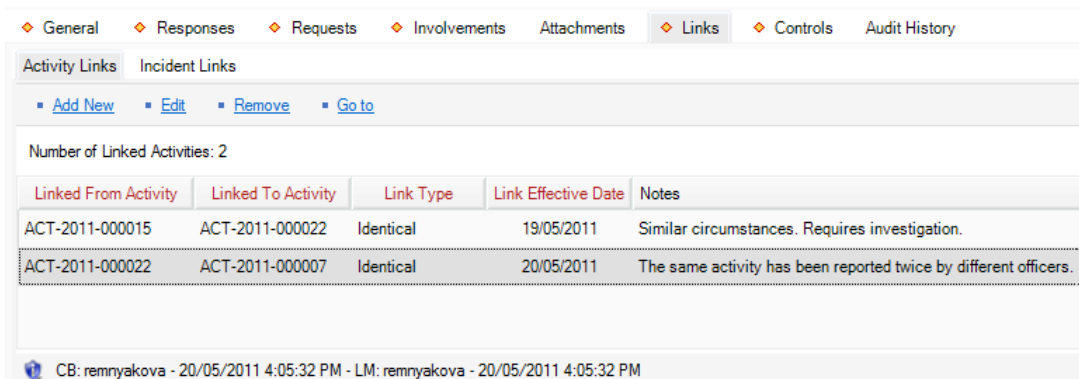 General Responses Requests Involvements Attachments Links Controls Audit History
Activity Links Incident Links
Add New Edit Remove Go to
Number of Linked Activities: 2
Linked From Activity Linked To Activity Link Type Link Effective Date Notes
ACT-2011-000015 ACT-2011-000022 Identical 19/05/2011 Similar circumstances. Requires investigation.
ACT-2011-000022 ACT-2011-000007 Identical 20/05/2011 The same activity has been reported twice by different officers.
CB: remnyakova - 20/05/2011 4:05:32 PM - LM: remnyakova - 20/05/2011 4:05:32 PM